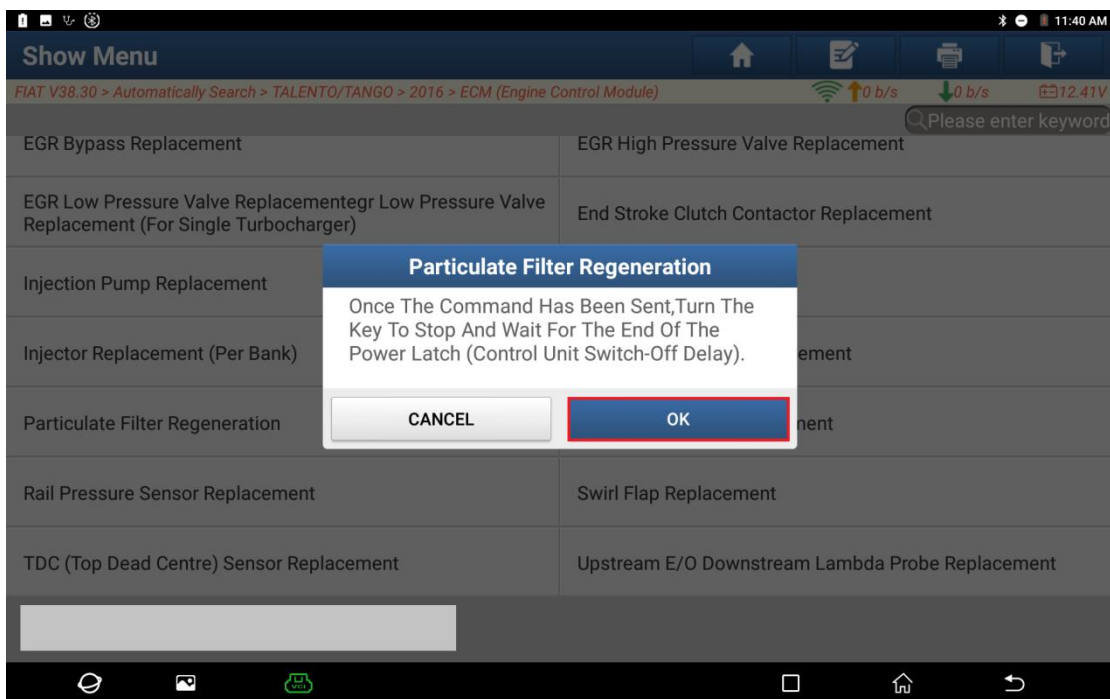 11:40 AM
Show Menu
FIAT V38.30 > Automatically Search > TALENTO/TANGO > 2016 > ECM (Engine Control Module)
0 b/s
0 b/s
12.41V
Please enter keyword
EGR Bypass Replacement
EGR High Pressure Valve Replacement
EGR Low Pressure Valve Replacementegr Low Pressure Valve
Replacement (For Single Turbocharger)
End Stroke Clutch Contactor Replacement
Particulate Filter Regeneration
Injection Pump Replacement
Once The Command Has Been Sent,Turn The
Key To Stop And Wait For The End Of The
Power Latch (Control Unit Switch-Off Delay).
Injector Replacement (Per Bank)
ement
Particulate Filter Regeneration
CANCEL
OK
nent
Rail Pressure Sensor Replacement
Swirl Flap Replacement
TDC (Top Dead Centre) Sensor Replacement
Upstream E/O Downstream Lambda Probe Replacement
VCI